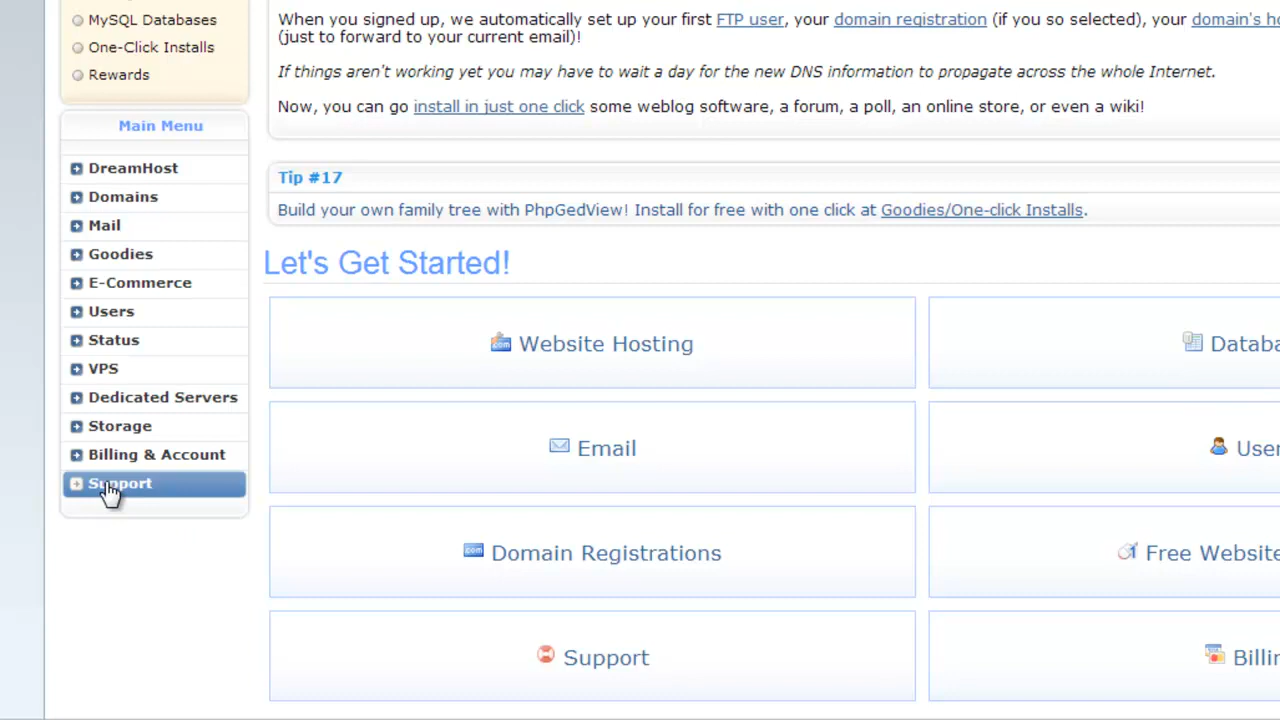 MySQL Databases
One-Click Installs
Rewards
Main Menu
DreamHost
Domains
Mail
Goodies
E-Commerce
Users
Status
VPS
Dedicated Servers
Storage
Billing & Account
Support
When you signed up, we automatically set up your first FTP user, your domain registration (if you so selected), your domain's
(just to forward to your current email)!
If things aren't working yet you may have to wait a day for the new DNS information to propagate across the whole Internet.
Now, you can go install in just one click some weblog software, a forum, a poll, an online store, or even a wiki!
Tip #17
Build your own family tree with PhpGedView! Install for free with one click at Goodies/One-click Installs.
Let's Get Started!
Website Hosting
Email
Domain Registrations
Free Website
Support